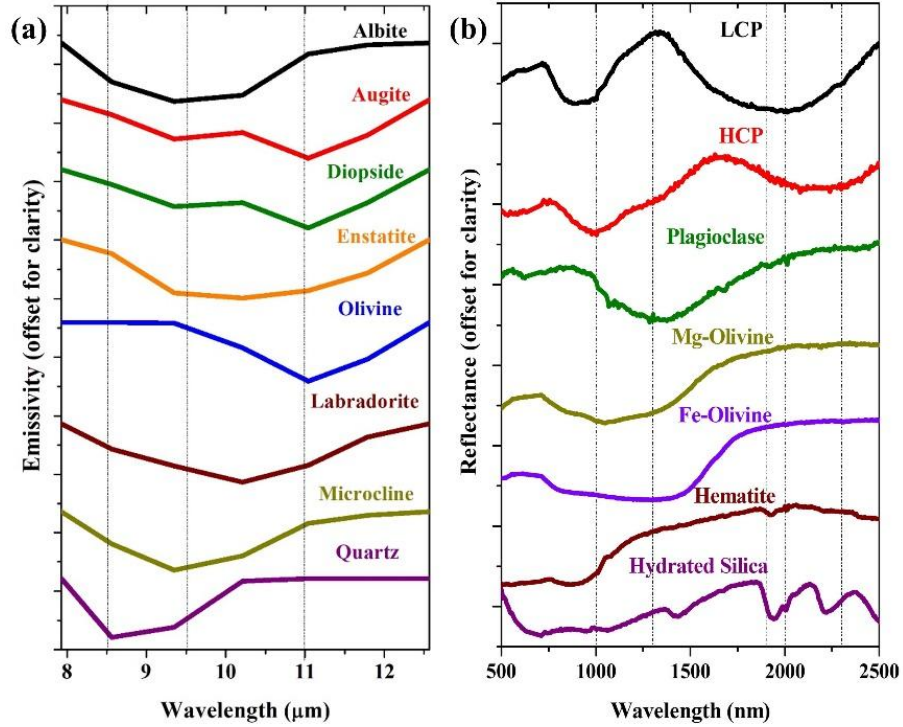 (a)
Albite
Augite
Diopside
Enstatite
Olivine
Labradorite
Microcline
Quartz
Emissivity (offset for clarity)
8 9 10 11 12
Wavelength (μm)
(b)
LCP
HCP
Plagioclase
Mg-Olivine
Fe-Olivine
Hematite
Hydrated Silica
Reflectance (offset for clarity)
500 1000 1500 2000 2500
Wavelength (nm)